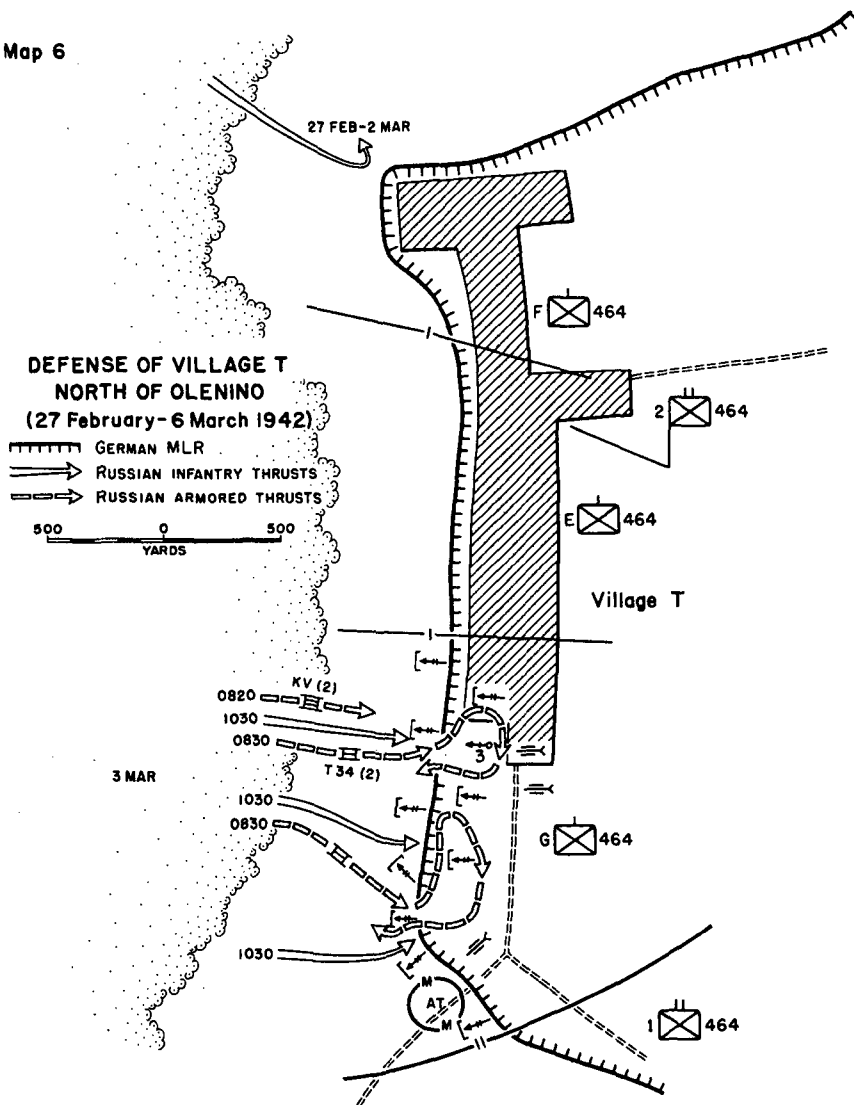 Map 6
27 FEB-2 MAR
F 464
DEFENSE OF VILLAGE T
NORTH OF OLENINO
(27 February-6 March 1942)
GERMAN MLR
RUSSIAN INFANTRY THRUSTS
RUSSIAN ARMORED THRUSTS
500 0 500
YARDS
2 464
E 464
Village T
0820 KV (2)
1030
0830 T34 (2)
3
3 MAR
1030
0830
G 464
1030
M
AT
M
1 464